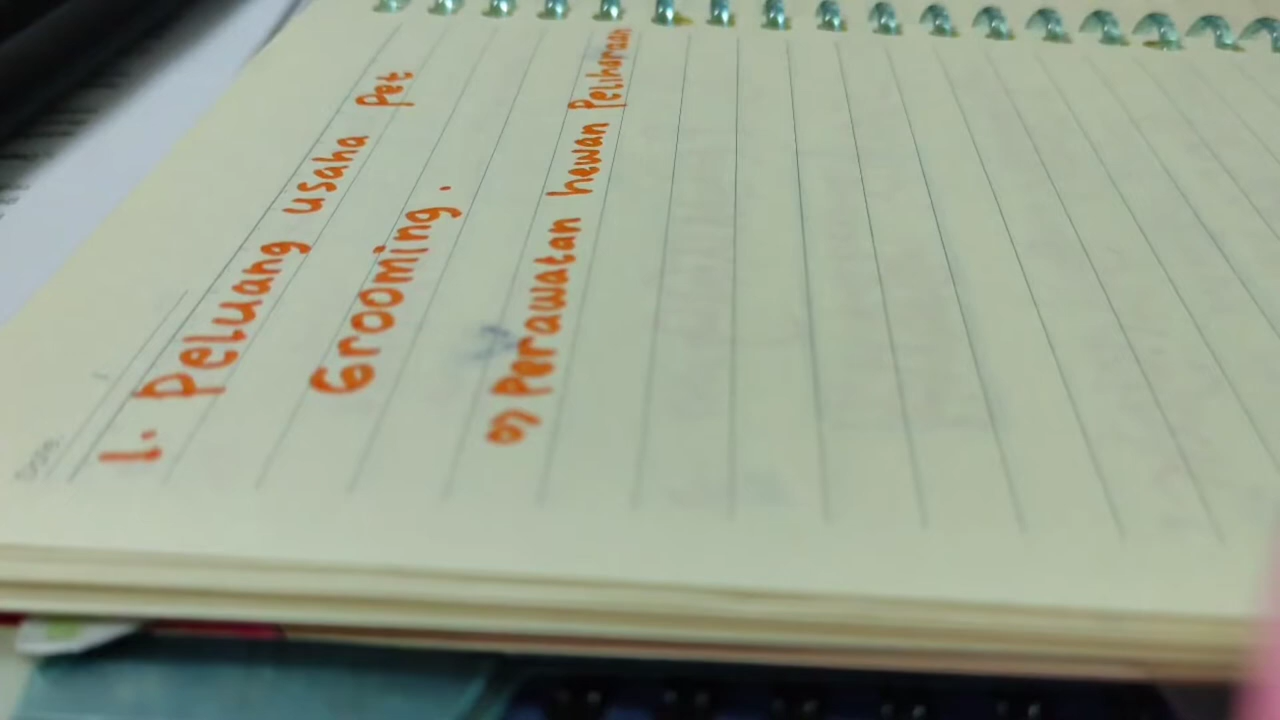 1. Peluang usaha Pet
Grooming.
a) Perawatan hewan Peliharaan